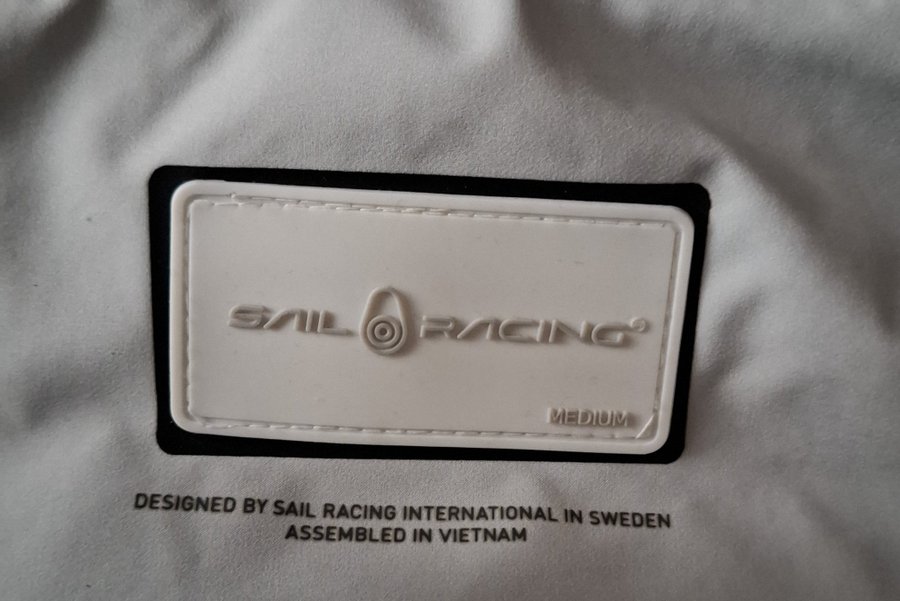 SAIL RACING
MEDIUM
DESIGNED BY SAIL RACING INTERNATIONAL IN SWEDEN
ASSEMBLED IN VIETNAM